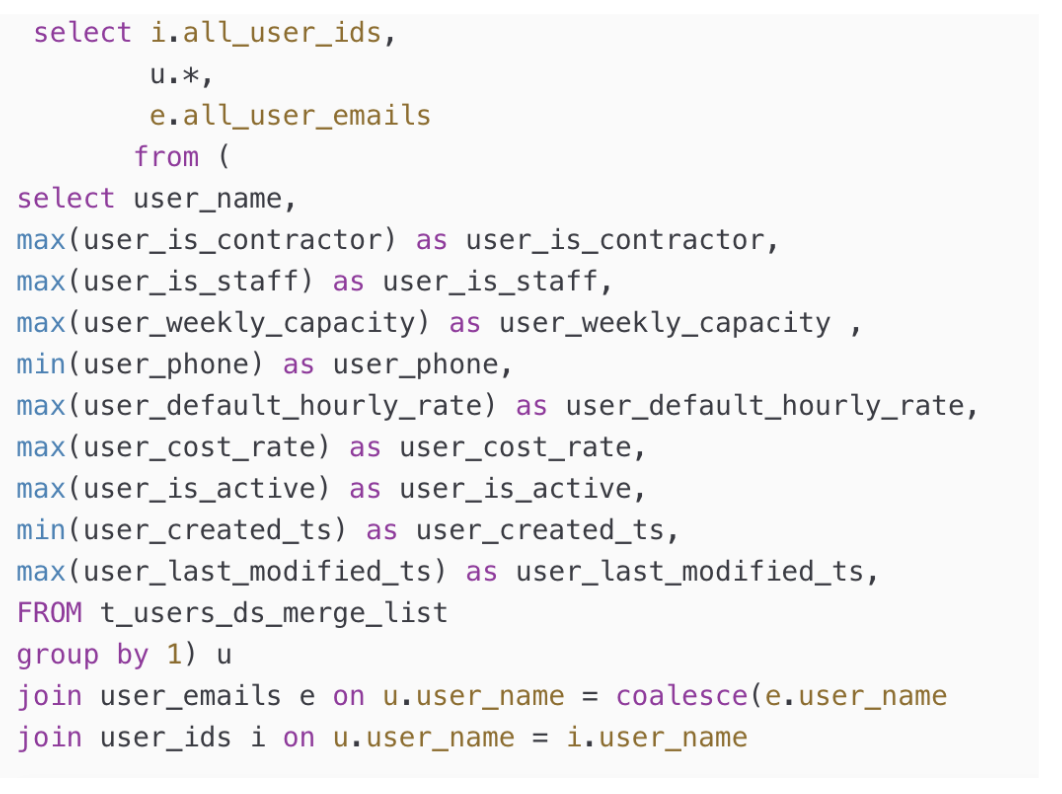 select i.all_user_ids,
u.*,
e.all_user_emails
from (
select user_name,
max(user_is_contractor) as user_is_contractor,
max(user_is_staff) as user_is_staff,
max(user_weekly_capacity) as user_weekly_capacity ,
min(user_phone) as user_phone,
max(user_default_hourly_rate) as user_default_hourly_rate,
max(user_cost_rate) as user_cost_rate,
max(user_is_active) as user_is_active,
min(user_created_ts) as user_created_ts,
max(user_last_modified_ts) as user_last_modified_ts,
FROM t_users_ds_merge_list
group by 1) u
join user_emails e on u.user_name = coalesce(e.user_name
join user_ids i on u.user_name = i.user_name